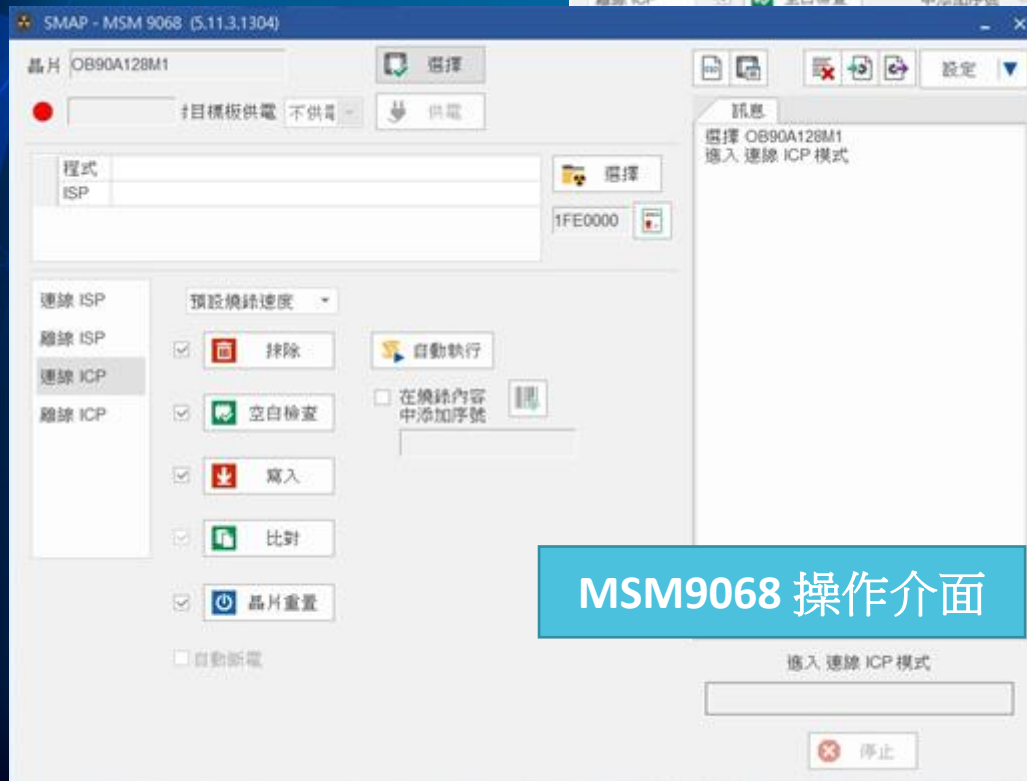 SMAP - MSM 9068 (5.11.3.1304)
晶片 OB90A128M1
選擇
目標板供電
供電
設定
訊息
選擇 OB90A128M1
進入 連線 ICP 模式
程式
ISP
選擇
1FE0000
連線 ISP
離線 ISP
連線 ICP
離線 ICP
預設燒錄速度
抹除
空白檢查
寫入
比對
晶片重置
自動斷電
自動執行
在燒錄內容
中添加序號
MSM9068 操作介面
進入 連線 ICP 模式
停止